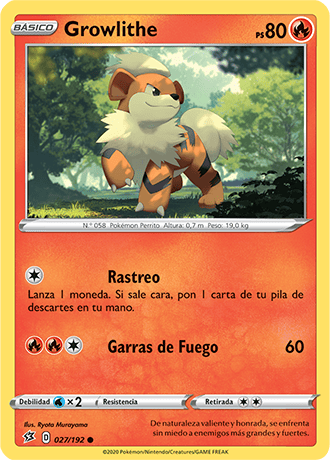 BÁSICO Growlithe PS80
N.º 058 Pokémon Perrito Altura: 0,7 m Peso: 19,0 kg
Rastreo
Lanza 1 moneda. Si sale cara, pon 1 carta de tu pila de
descartes en tu mano.
Garras de Fuego 60
Debilidad ×2 Resistencia Retirada
Ilus. Ryota Murayama
D 027/192
De naturaleza valiente y honrada, se enfrenta
sin miedo a enemigos más grandes y fuertes.
©2020 Pokémon/Nintendo/Creatures/GAME FREAK